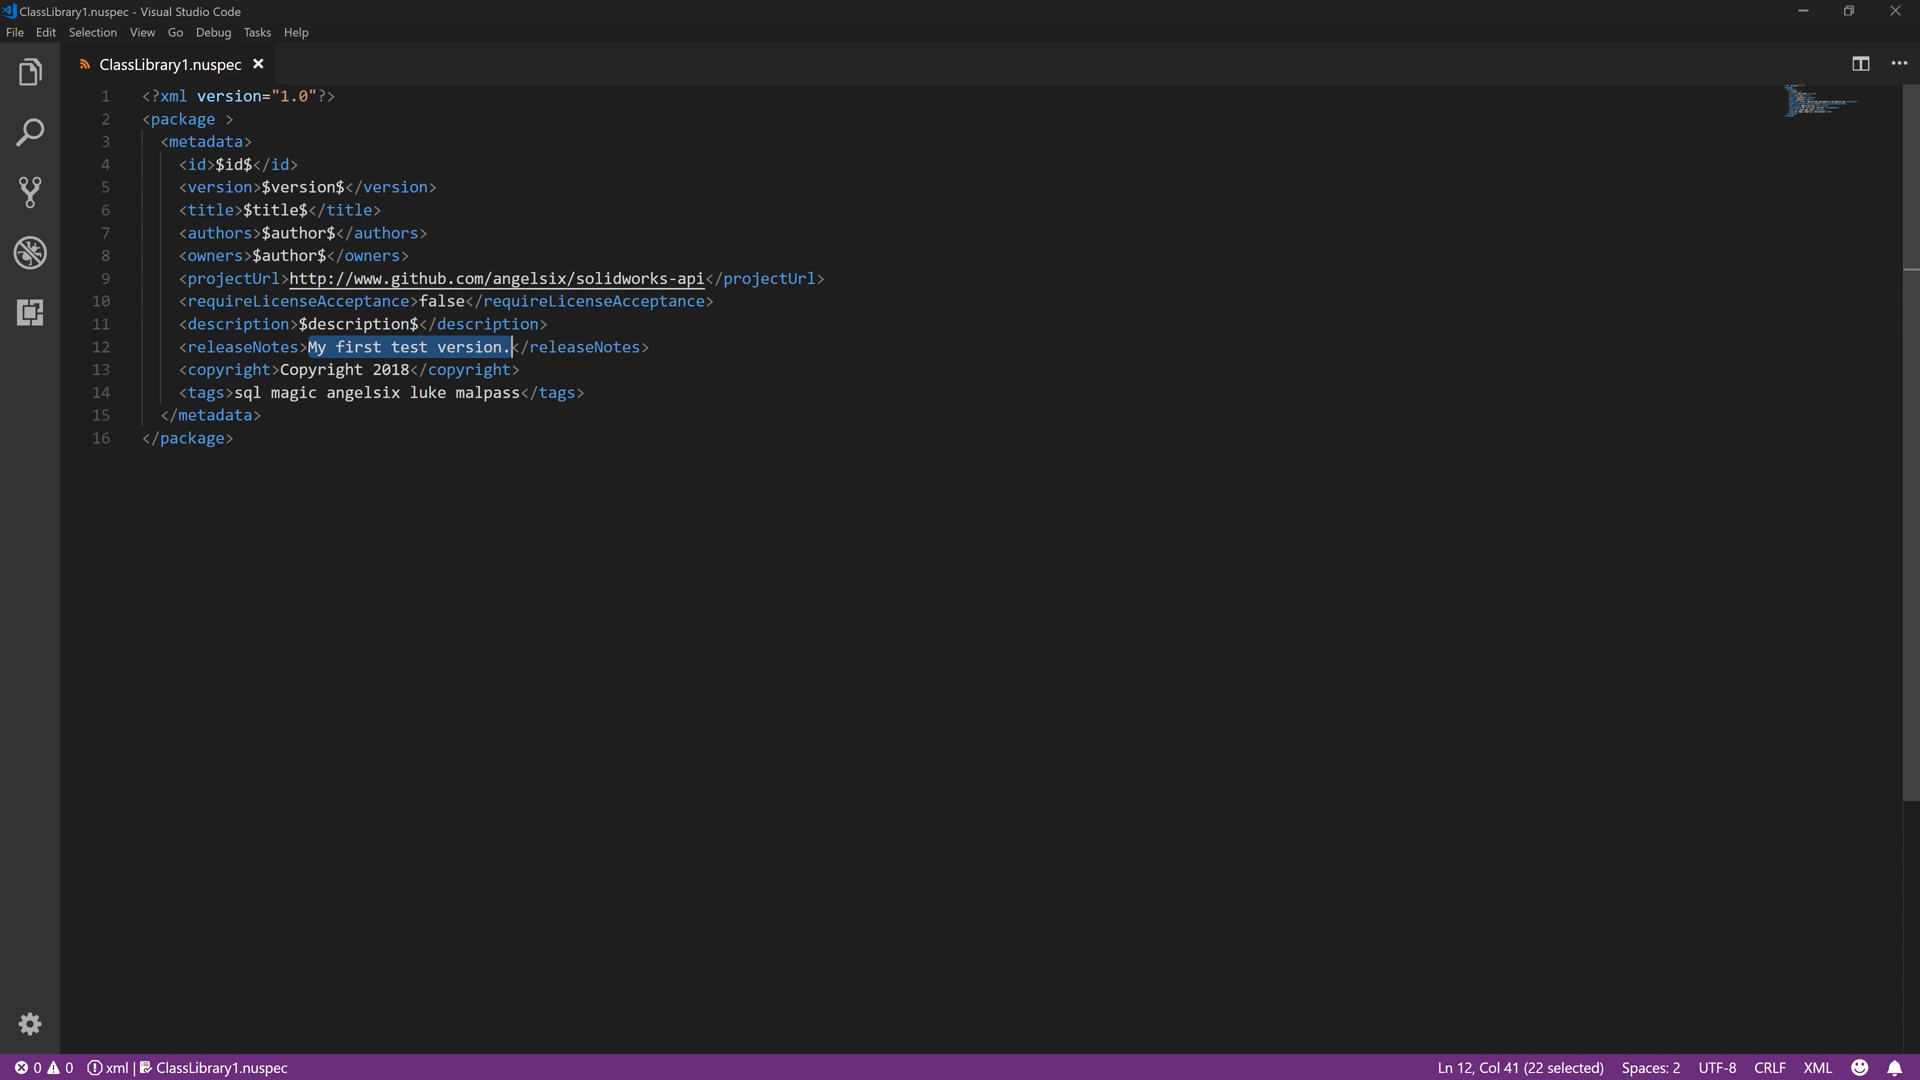 ClassLibrary1.nuspec - Visual Studio Code
File Edit Selection View Go Debug Tasks Help
ClassLibrary1.nuspec
1 <?xml version="1.0"?>
2 <package >
3 <metadata>
4 <id>$id$</id>
5 <version>$version$</version>
6 <title>$title$</title>
7 <authors>$author$</authors>
8 <owners>$author$</owners>
9 <projectUrl>http://www.github.com/angelsix/solidworks-api</projectUrl>
10 <requireLicenseAcceptance>false</requireLicenseAcceptance>
11 <description>$description$</description>
12 <releaseNotes>My first test version.</releaseNotes>
13 <copyright>Copyright 2018</copyright>
14 <tags>sql magic angelsix luke malpass</tags>
15 </metadata>
16 </package>
0 0 xml | ClassLibrary1.nuspec Ln 12, Col 41 (22 selected) Spaces: 2 UTF-8 CRLF XML